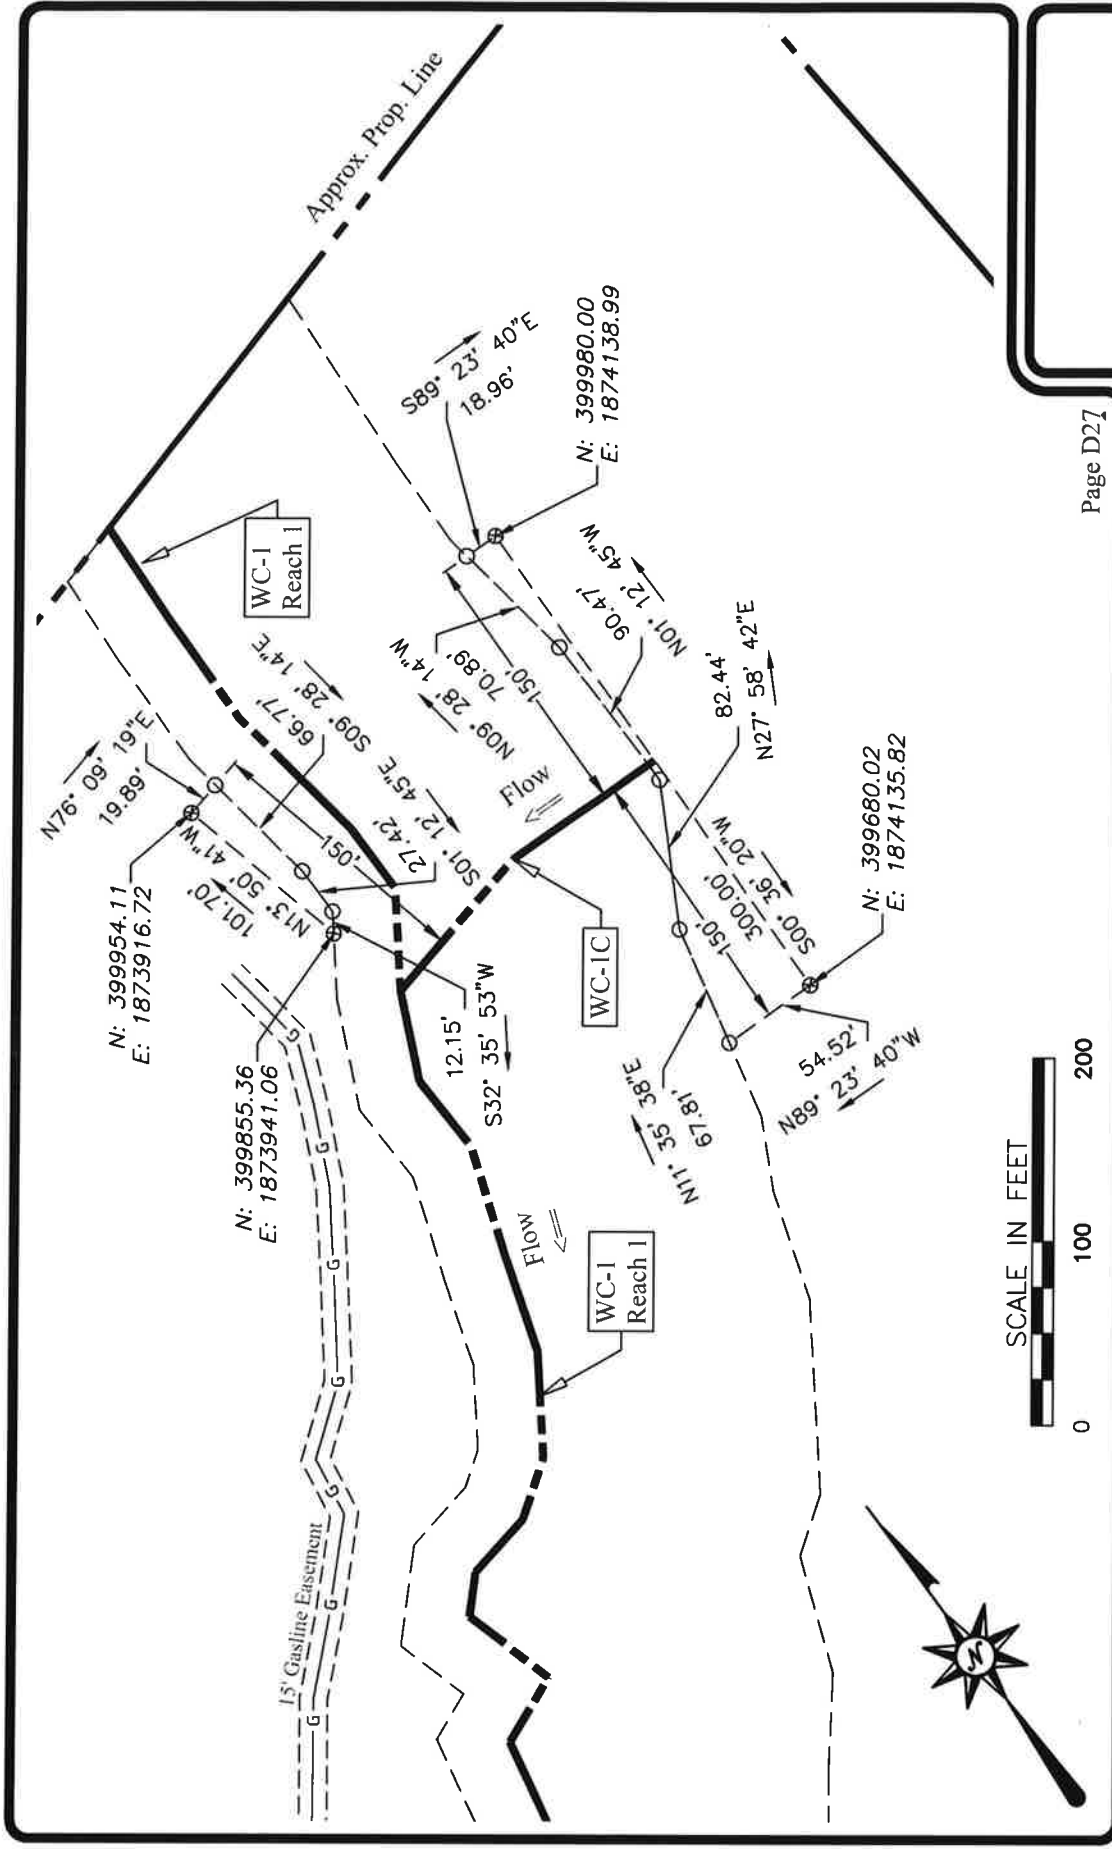 Approx. Prop. Line
WC-1
Reach 1
S89° 23' 40"E
18.96'
N: 399980.00
E: 1874138.99
N76° 09' 19"E
19.89'
66.77'
S09° 28' 14"E
N: 399954.11
E: 1873916.72
101.70'
N13° 50' 41"W
150'
27.42'
S01° 12' 45"E
N09° 28' 14"W
70.89'
150'
90.47'
N01° 12' 45"W
Flow
82.44'
N27° 58' 42"E
N: 399680.02
E: 1874135.82
S00° 36' 20"W
300.00'
150'
WC-1C
N: 399855.36
E: 1873941.06
12.15'
S32° 35' 53"W
N11° 35' 38"E
67.81'
54.52'
N89° 23' 40"W
G
G
G
G
G
G
G
15' Gasline Easement
Flow
WC-1
Reach 1
SCALE IN FEET
0
100
200
N
Page D27